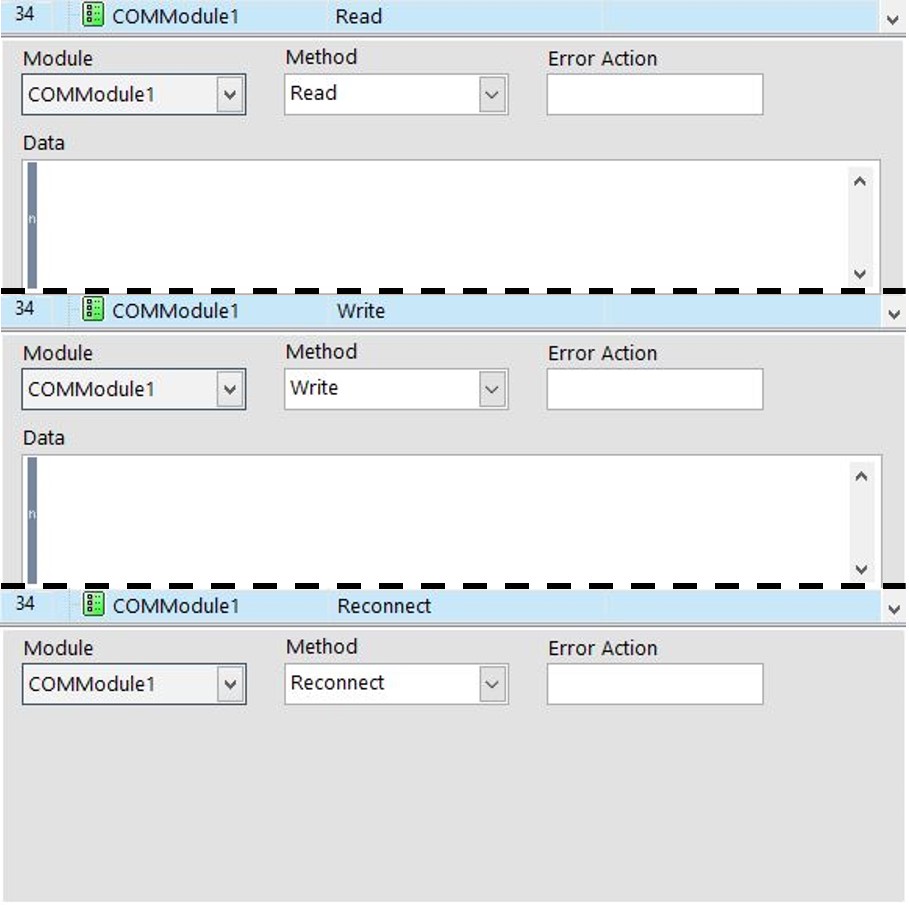 34 COMModule1 Read
Module Method Error Action
COMModule1 Read
Data
n
34 COMModule1 Write
Module Method Error Action
COMModule1 Write
Data
n
34 COMModule1 Reconnect
Module Method Error Action
COMModule1 Reconnect